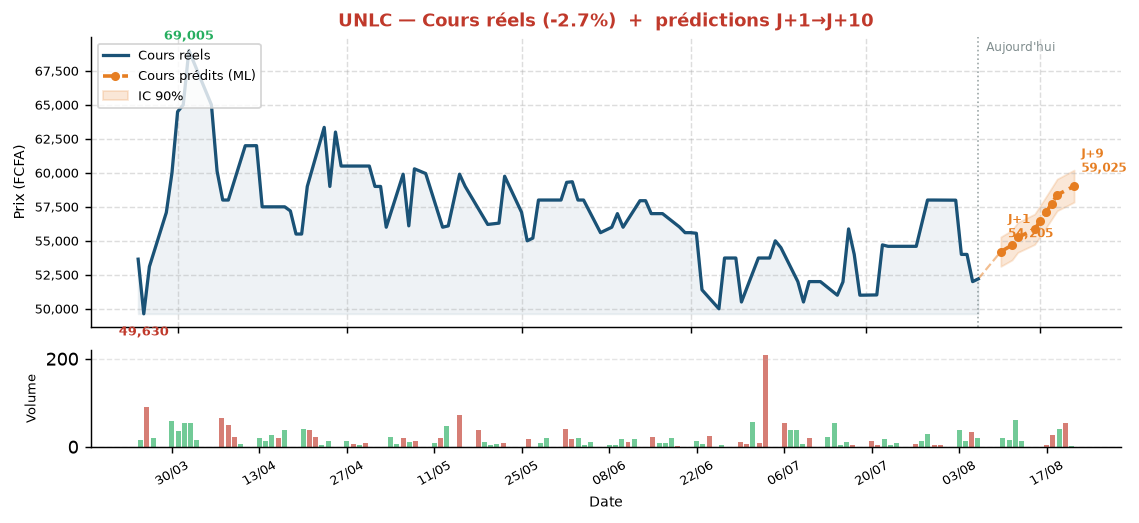 UNLC — Cours réels (-2.7%) + prédictions J+1→J+10
69,005
Cours réels
Cours prédits (ML)
IC 90%
Aujourd'hui
J+9
59,025
J+1
54,205
49,630
Prix (FCFA)
67,500
65,000
62,500
60,000
57,500
55,000
52,500
50,000
Volume
200
0
30/03
13/04
27/04
11/05
25/05
08/06
22/06
06/07
20/07
03/08
17/08
Date